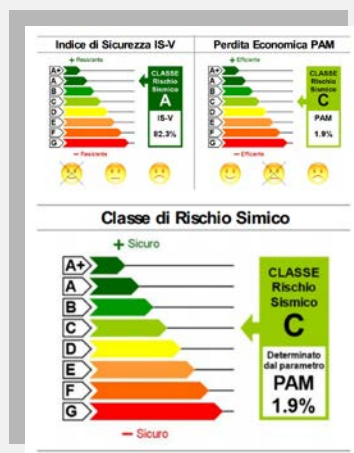 Indice di Sicurezza IS-V
+ Resistente
A+
A
B
C
D
E
F
G
- Resistente
CLASSE
Rischio
Sismico
A
IS-V
82.3%
Perdita Economica PAM
+ Efficiente
A+
A
B
C
D
E
F
G
- Efficiente
CLASSE
Rischio
Sismico
C
PAM
1.9%
Classe di Rischio Simico
+ Sicuro
A+
A
B
C
D
E
F
G
- Sicuro
CLASSE
Rischio
Sismico
C
Determinato
dal parametro
PAM
1.9%